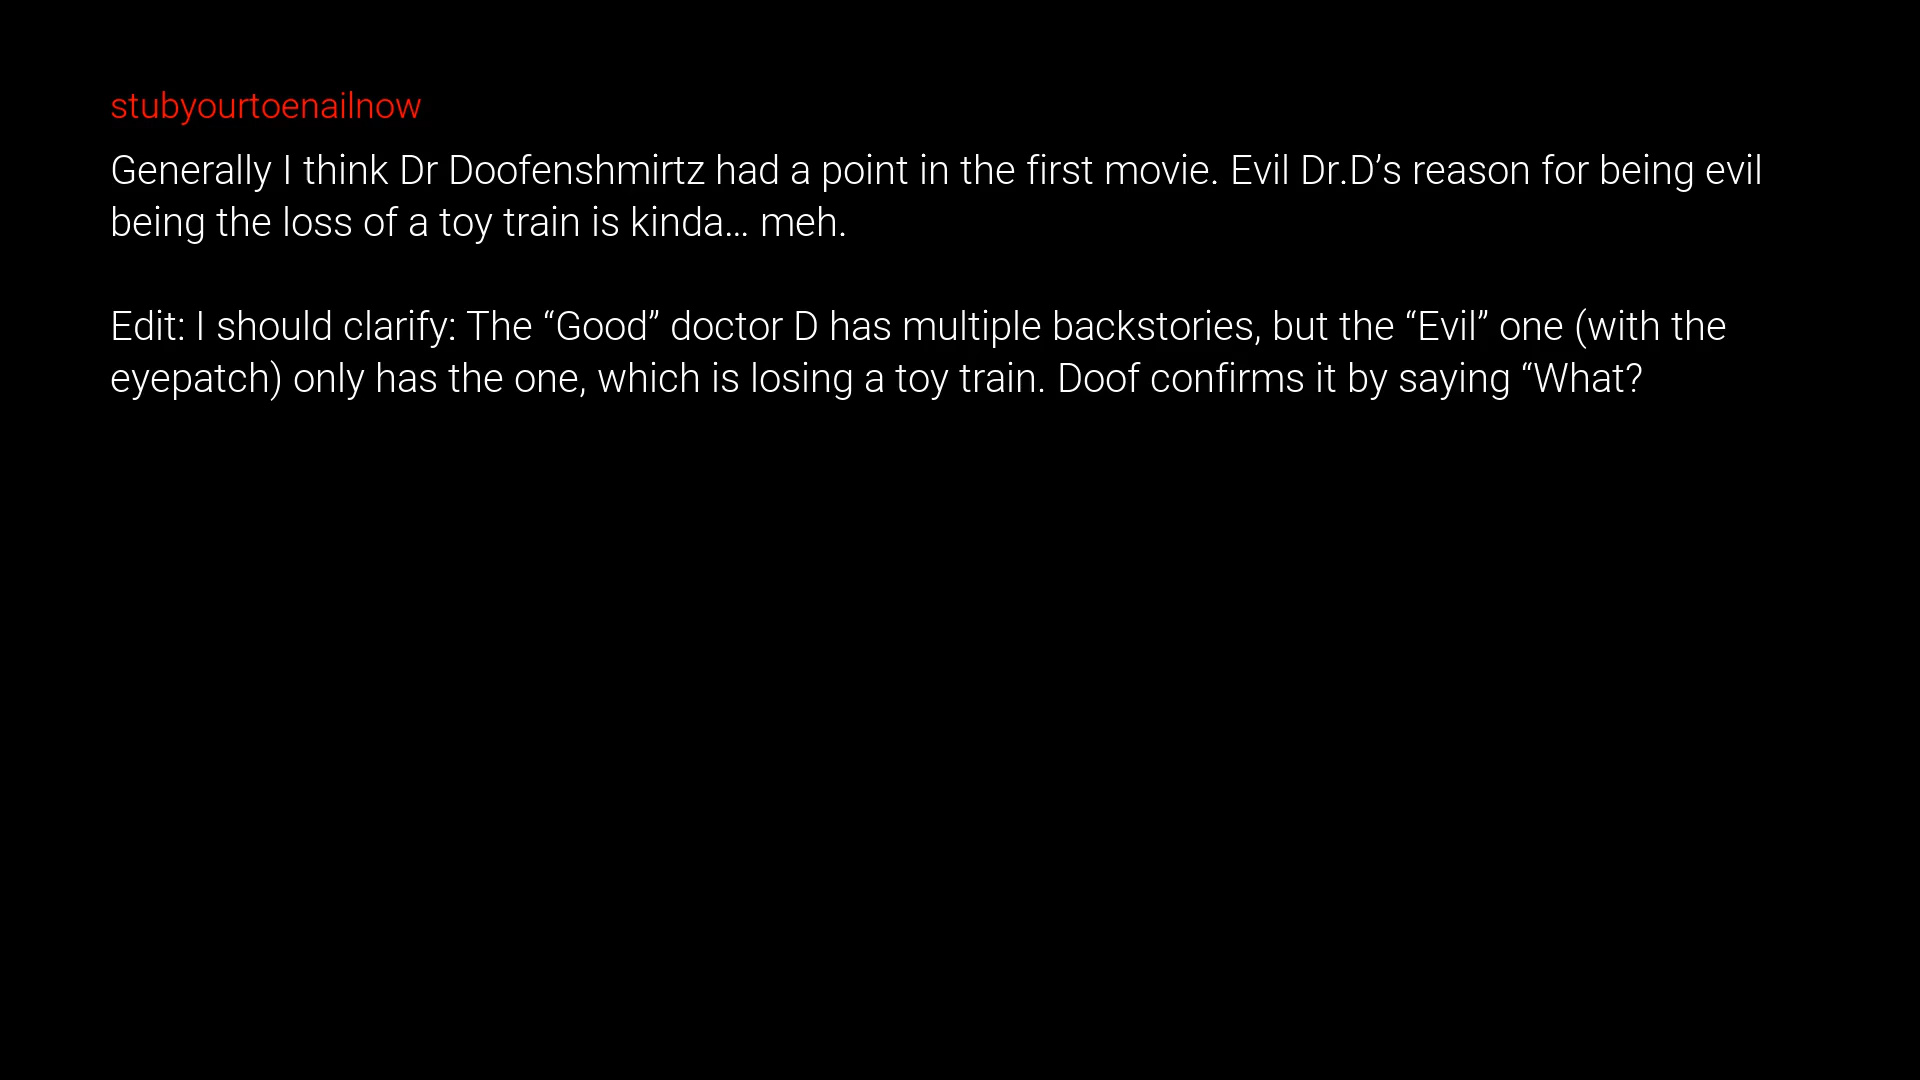 stubyourtoenailnow
Generally I think Dr Doofenshmirtz had a point in the first movie. Evil Dr.D’s reason for being evil
being the loss of a toy train is kinda… meh.
Edit: I should clarify: The “Good” doctor D has multiple backstories, but the “Evil” one (with the
eyepatch) only has the one, which is losing a toy train. Doof confirms it by saying “What?